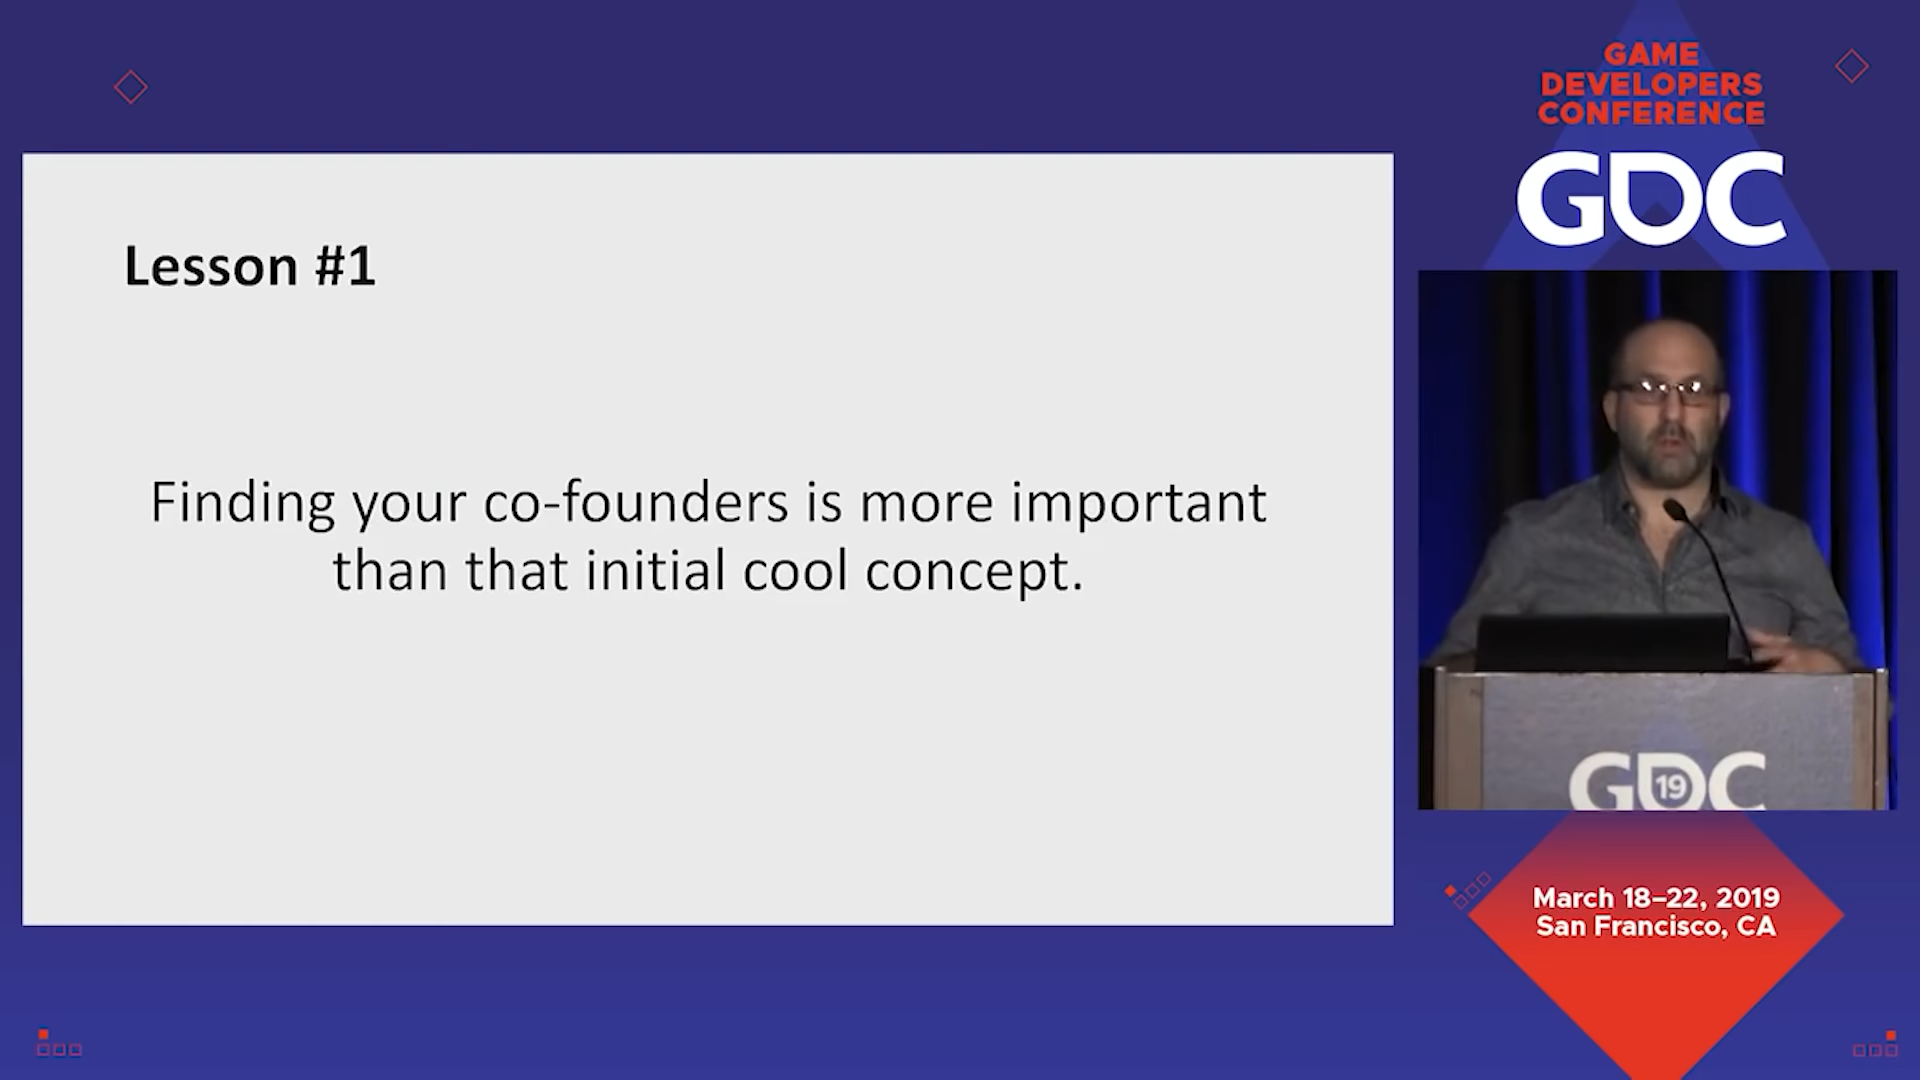 Lesson #1
Finding your co-founders is more important
than that initial cool concept.
GAME
DEVELOPERS
CONFERENCE
GDC
GDC
19
March 18–22, 2019
San Francisco, CA